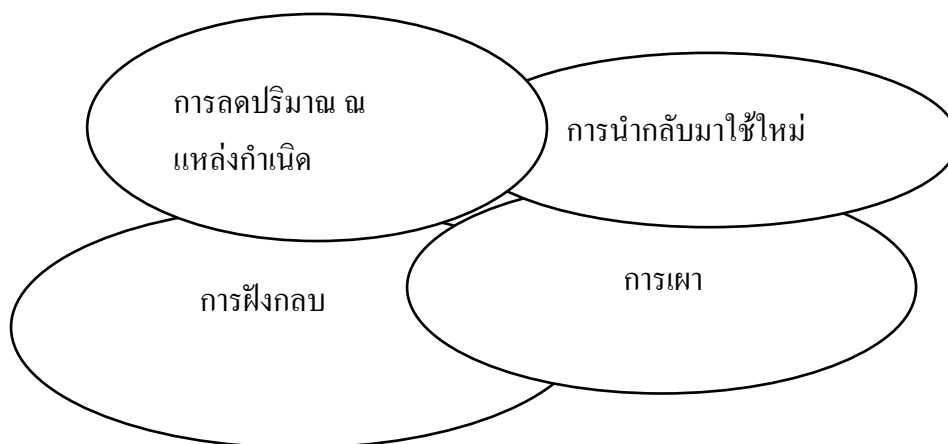 การลดปริมาณ ณ
แหล่งกำเนิด
การนำกลับมาใช้ใหม่
การฝังกลบ
การเผา